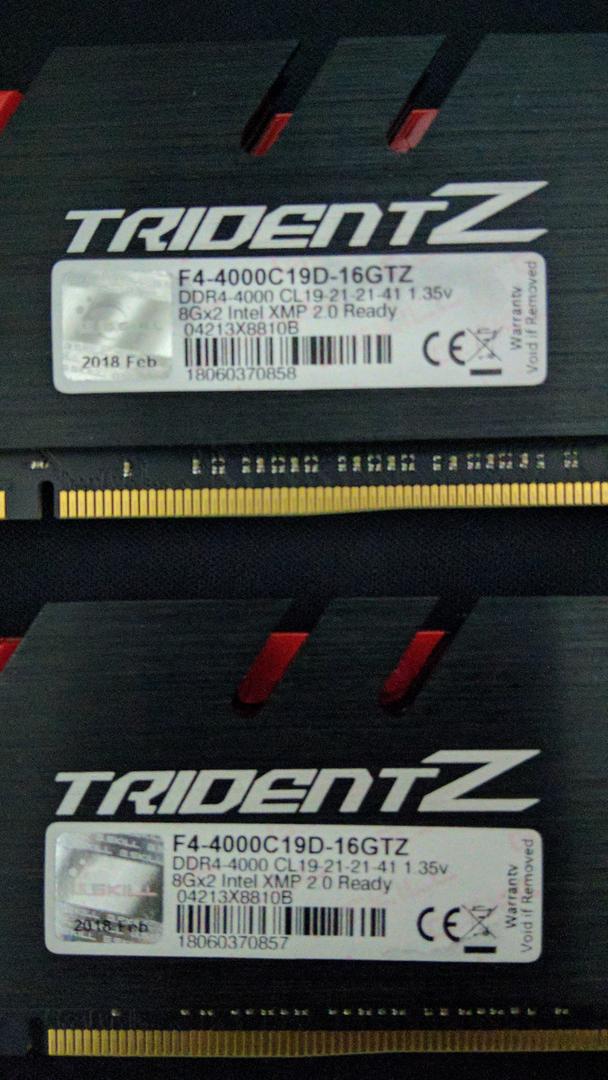 TRIDENTZ
F4-4000C19D-16GTZ
DDR4-4000 CL19-21-21-41 1.35v
8Gx2 Intel XMP 2.0 Ready
04213X8810B
18060370858
2018 Feb
CE
Warranty
Void if Removed
TRIDENTZ
F4-4000C19D-16GTZ
DDR4-4000 CL19-21-21-41 1.35v
8Gx2 Intel XMP 2.0 Ready
04213X8810B
18060370857
G.SKILL
2018 Feb
CE
Warranty
Void if Removed